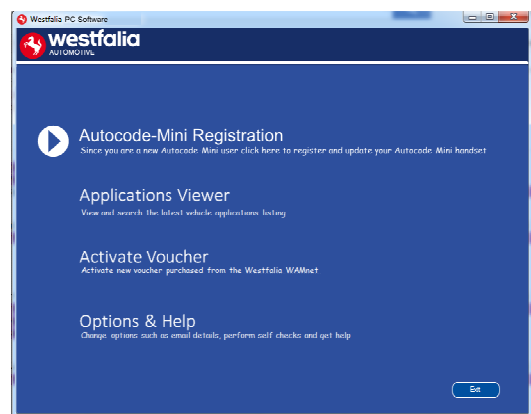 Westfalia PC Software
westfalia
AUTOMOTIVE
Autocode-Mini Registration
Since you are a new Autocode Mini user click here to register and update your Autocode Mini handset
Applications Viewer
View and search the latest vehicle applications listing
Activate Voucher
Activate new voucher purchased from the Westfalia WAMnet
Options & Help
Change options such as email details, perform self checks and get help
Exit